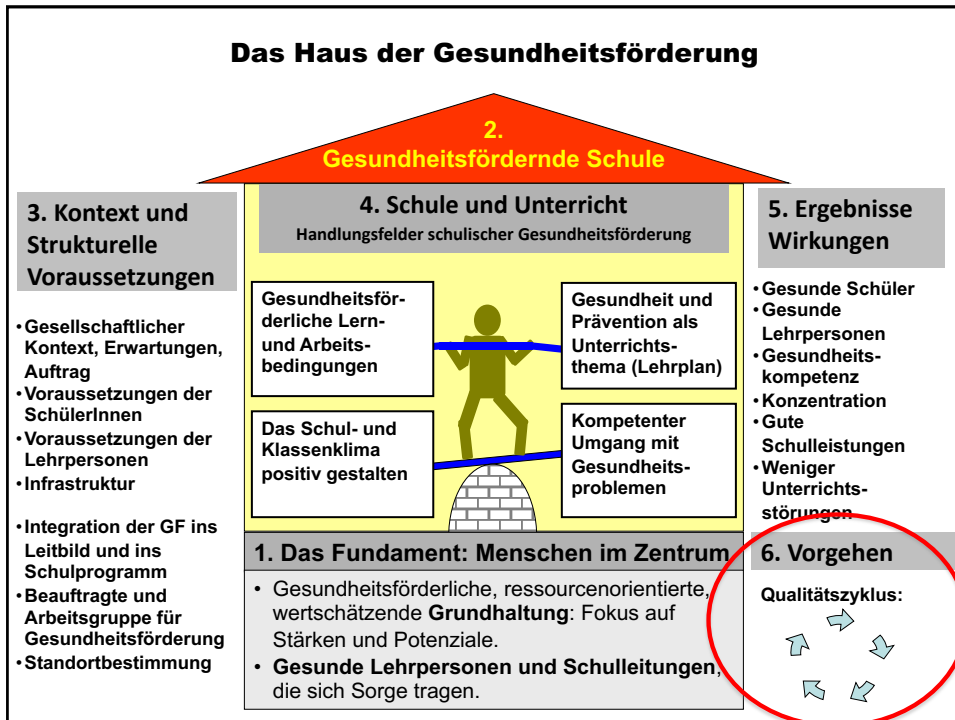 Das Haus der Gesundheitsförderung
2.
Gesundheitsfördernde Schule
3. Kontext und
Strukturelle
Voraussetzungen
• Gesellschaftlicher
Kontext, Erwartungen,
Auftrag
• Voraussetzungen der
SchülerInnen
• Voraussetzungen der
Lehrpersonen
• Infrastruktur
• Integration der GF ins
Leitbild und ins
Schulprogramm
• Beauftragte und
Arbeitsgruppe für
Gesundheitsförderung
• Standortbestimmung
4. Schule und Unterricht
Handlungsfelder schulischer Gesundheitsförderung
Gesundheitsför-
derliche Lern-
und Arbeits-
bedingungen
Gesundheit und
Prävention als
Unterrichts-
thema (Lehrplan)
Das Schul- und
Klassenklima
positiv gestalten
Kompetenter
Umgang mit
Gesundheits-
problemen
1. Das Fundament: Menschen im Zentrum
• Gesundheitsförderliche, ressourcenorientierte,
wertschätzende Grundhaltung: Fokus auf
Stärken und Potenziale.
• Gesunde Lehrpersonen und Schulleitungen,
die sich Sorge tragen.
5. Ergebnisse
Wirkungen
• Gesunde Schüler
• Gesunde
Lehrpersonen
• Gesundheits-
kompetenz
• Konzentration
• Gute
Schulleistungen
• Weniger
Unterrichts-
störungen
6. Vorgehen
Qualitätszyklus: